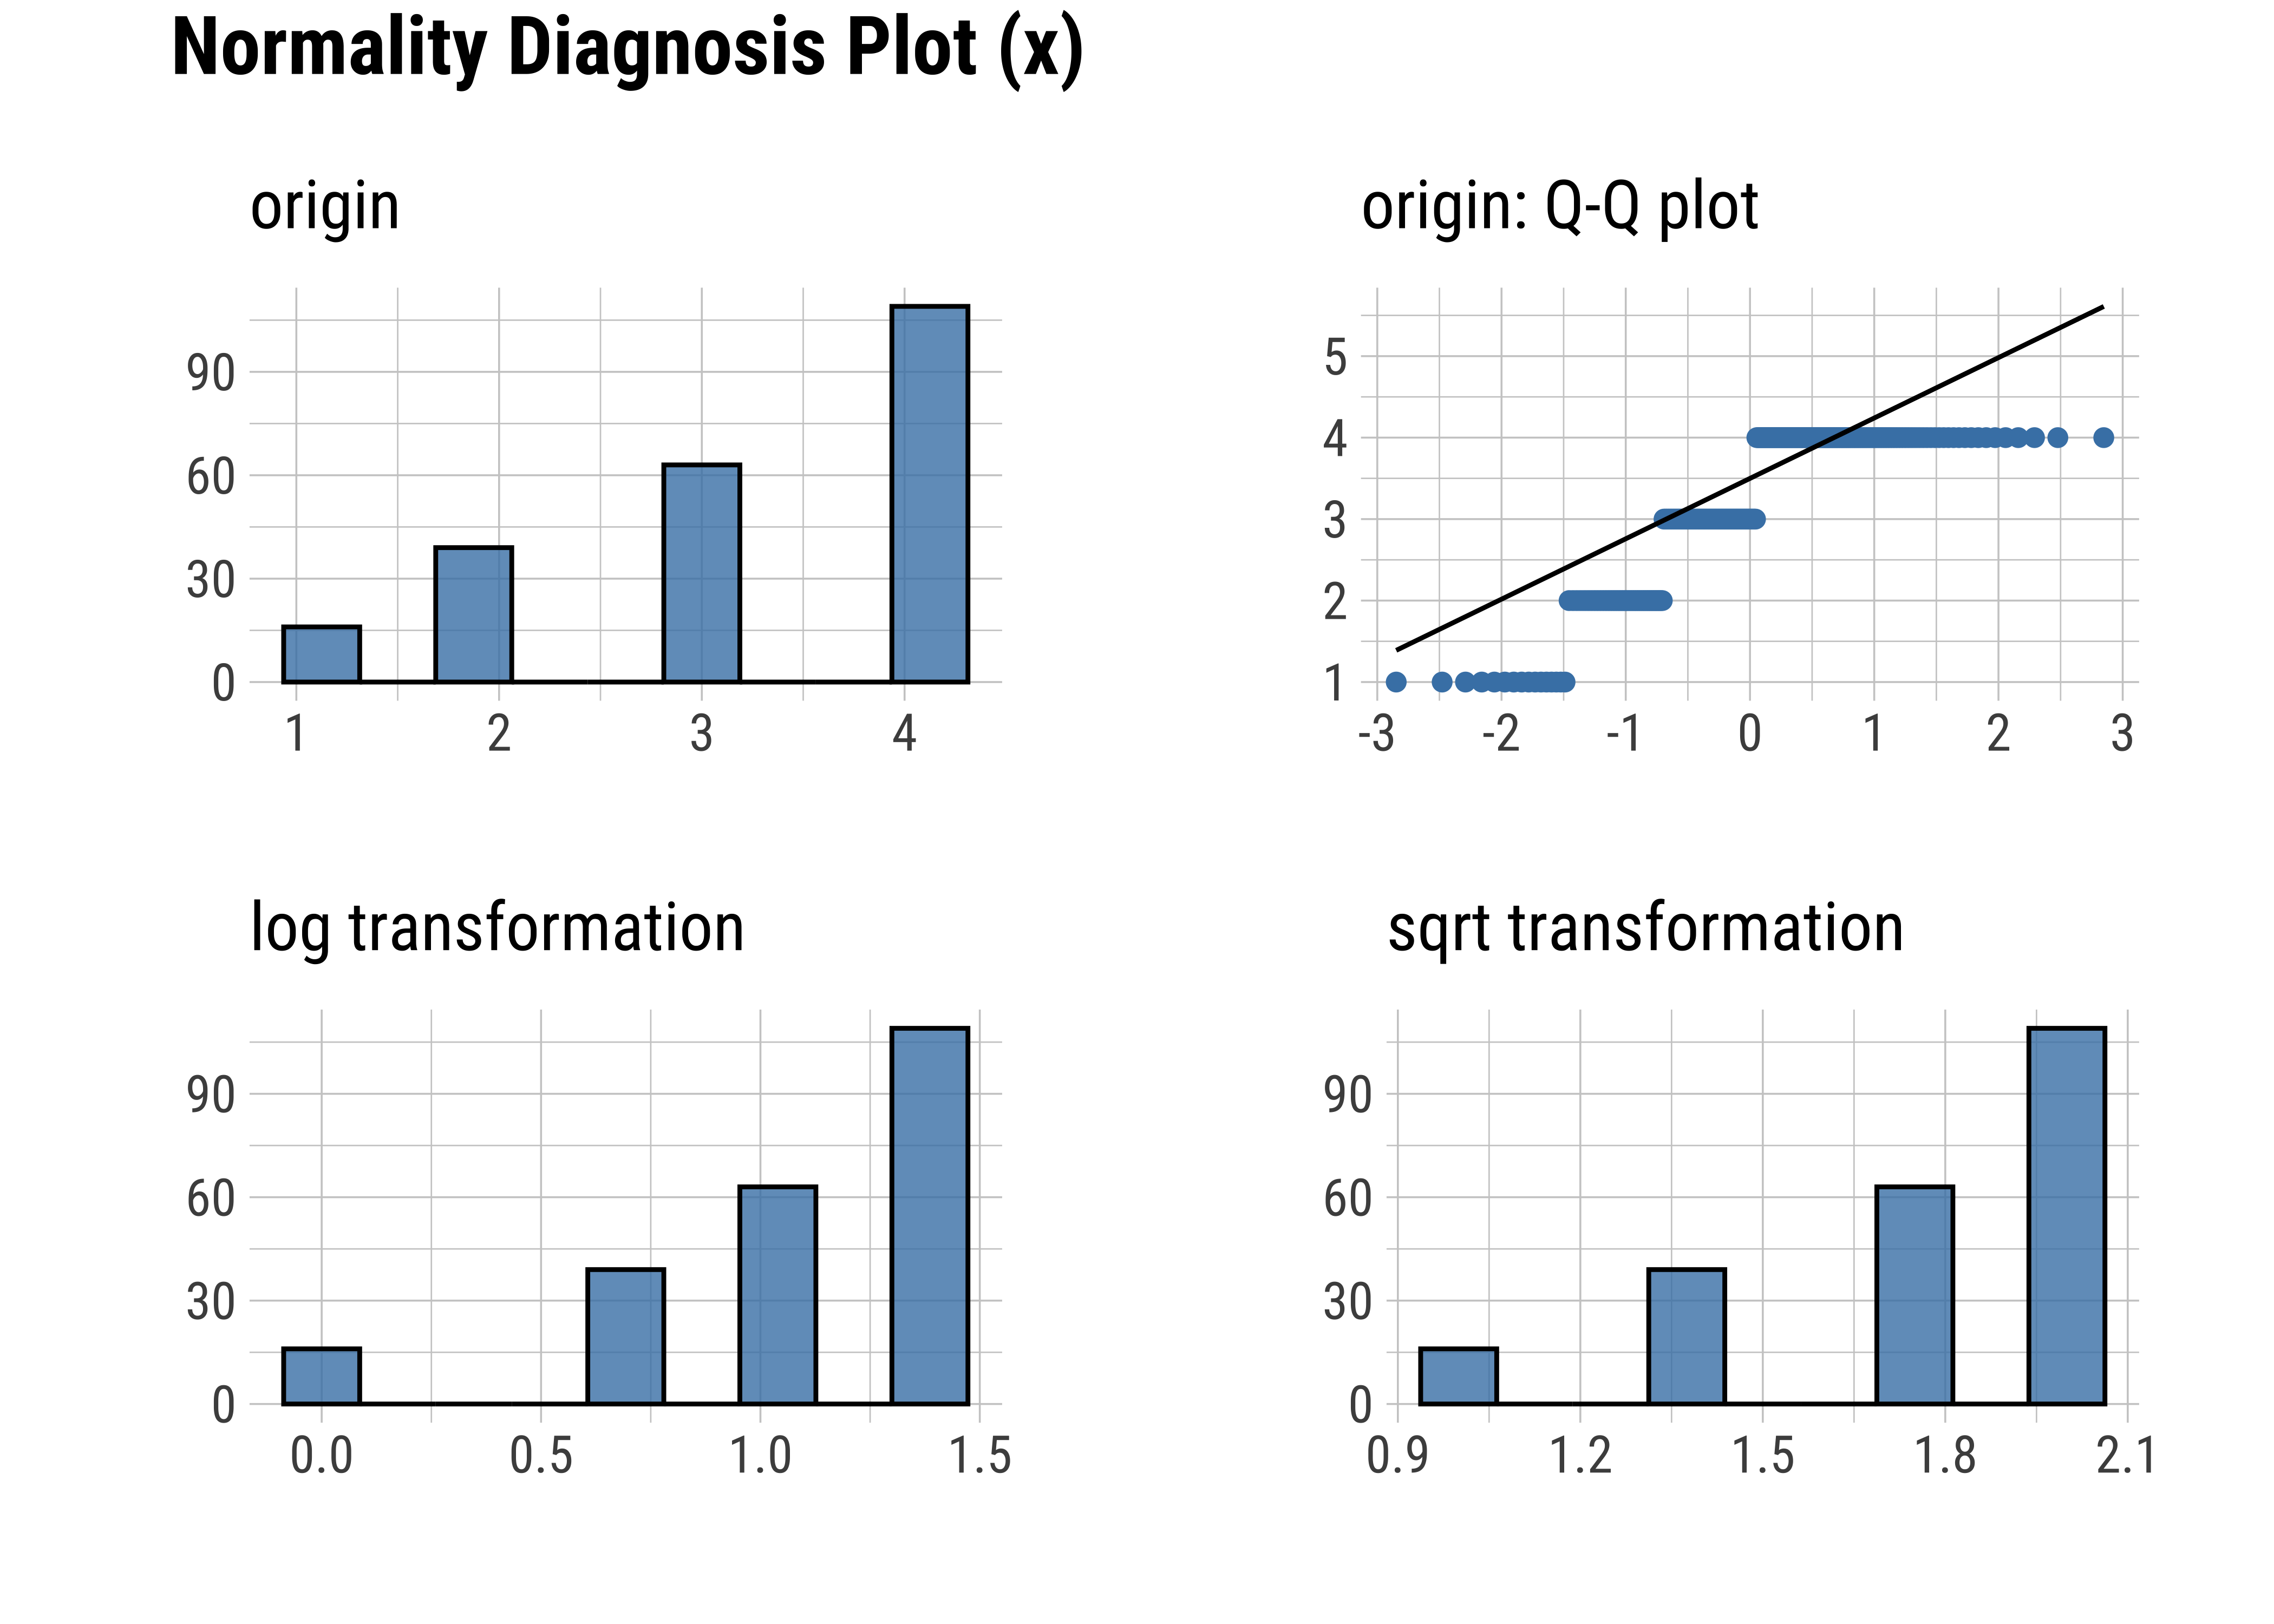 Normality Diagnosis Plot (x)
origin
90
60
30
0
1 2 3 4
origin: Q-Q plot
5
4
3
2
1
-3 -2 -1 0 1 2 3
log transformation
90
60
30
0
0.0 0.5 1.0 1.5
sqrt transformation
90
60
30
0
0.9 1.2 1.5 1.8 2.1